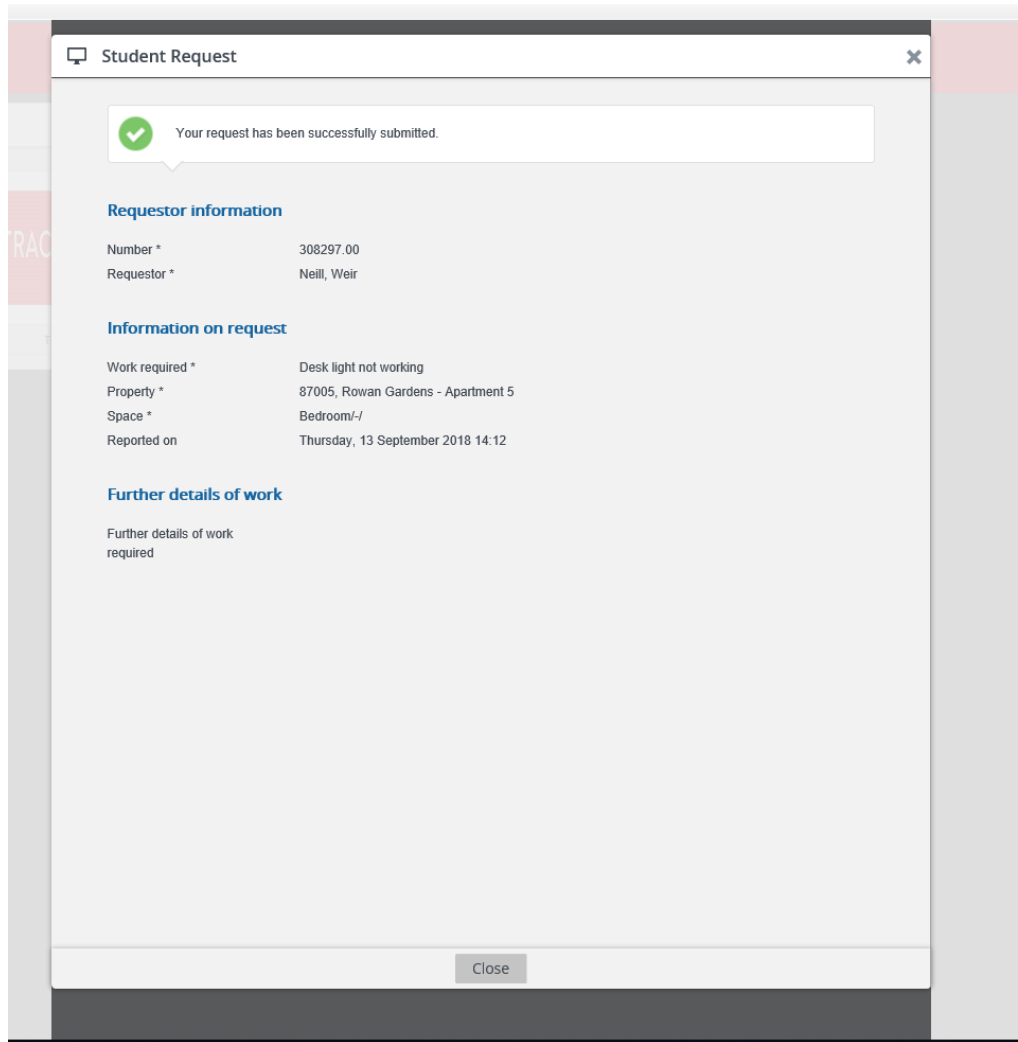 Student Request
Your request has been successfully submitted.
Requestor information
Number * 308297.00
Requestor * Neill, Weir
Information on request
Work required * Desk light not working
Property * 87005, Rowan Gardens - Apartment 5
Space * Bedroom/-/
Reported on Thursday, 13 September 2018 14:12
Further details of work
Further details of work
required
Close
TRAC